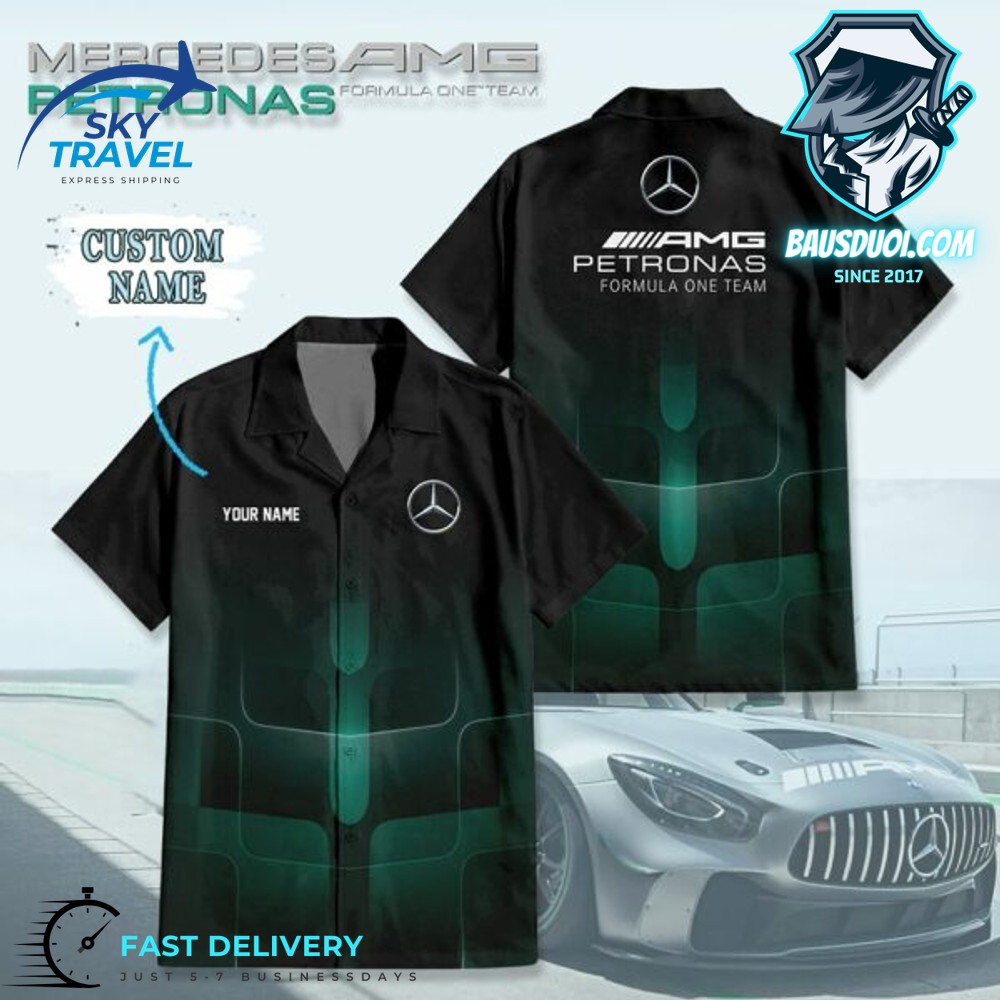 MERCEDES AMG
PETRONAS FORMULA ONE TEAM
SKY
TRAVEL
EXPRESS SHIPPING
CUSTOM
NAME
AMG
PETRONAS
FORMULA ONE TEAM
BAUSDUOI.COM
SINCE 2017
YOUR NAME
AMG
FAST DELIVERY
JUST 5-7 BUSINESSDAYS